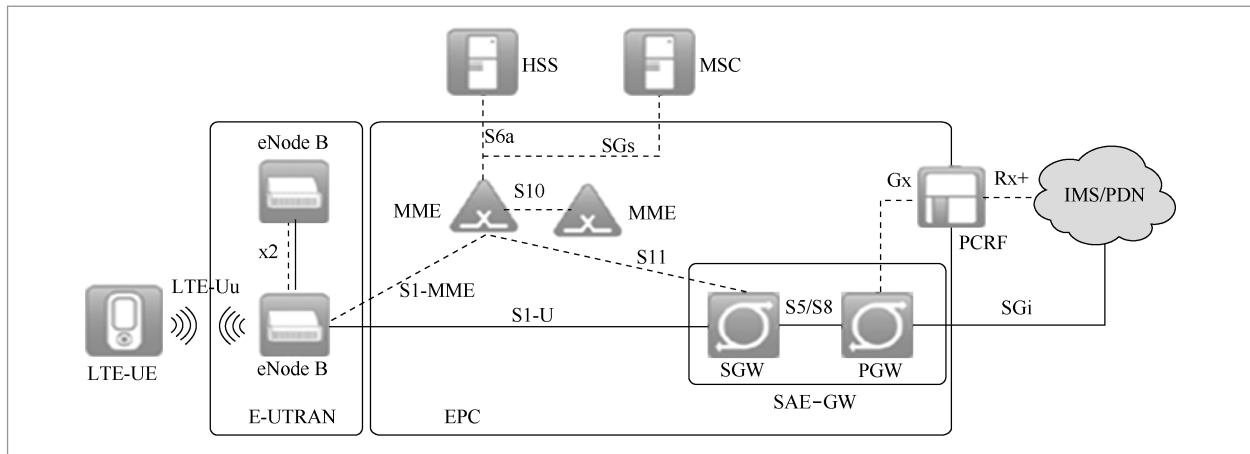 HSS
MSC
eNode B
S6a
SGs
Gx
Rx+
IMS/PDN
MME
S10
MME
PCRF
x2
S11
LTE-Uu
S1-MME
S1-U
S5/S8
SGi
LTE-UE
eNode B
SGW
PGW
SAE-GW
E-UTRAN
EPC